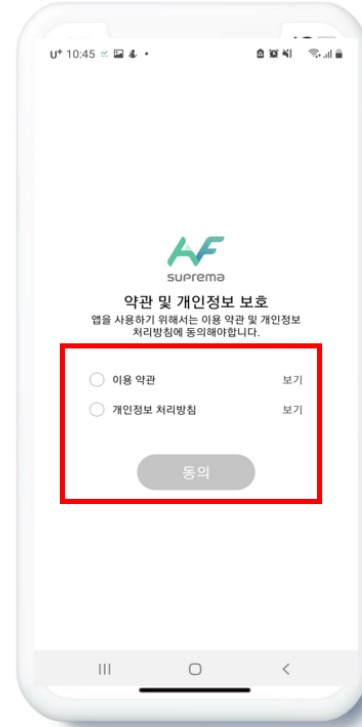 U+ 10:45
suprema
약관 및 개인정보 보호
앱을 사용하기 위해서는 이용 약관 및 개인정보
처리방침에 동의해야합니다.
이용 약관 보기
개인정보 처리방침 보기
동의